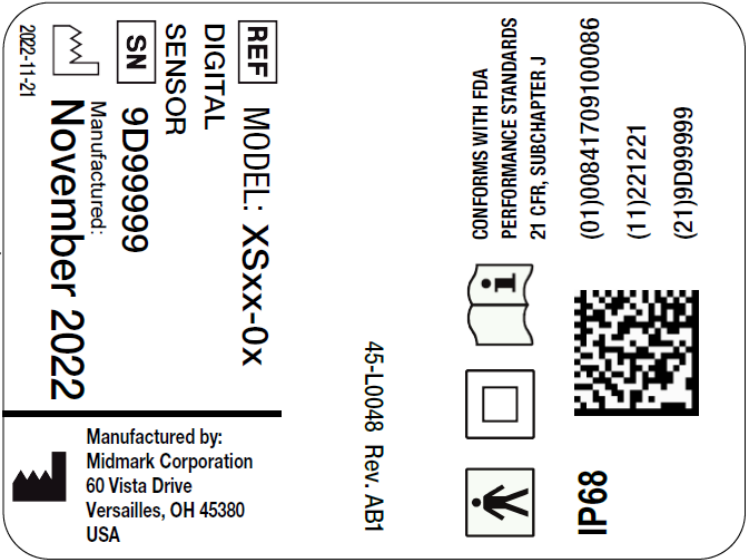 REF MODEL: XSxx-0x
DIGITAL
SENSOR
SN 9D99999
Manufactured:
November 2022
2022-11-21
Manufactured by:
Midmark Corporation
60 Vista Drive
Versailles, OH 45380
USA
45-L0048 Rev. AB1
(01)00841709100086
(11)221221
(21)9D99999
CONFORMS WITH FDA
PERFORMANCE STANDARDS
21 CFR, SUBCHAPTER J
IP68